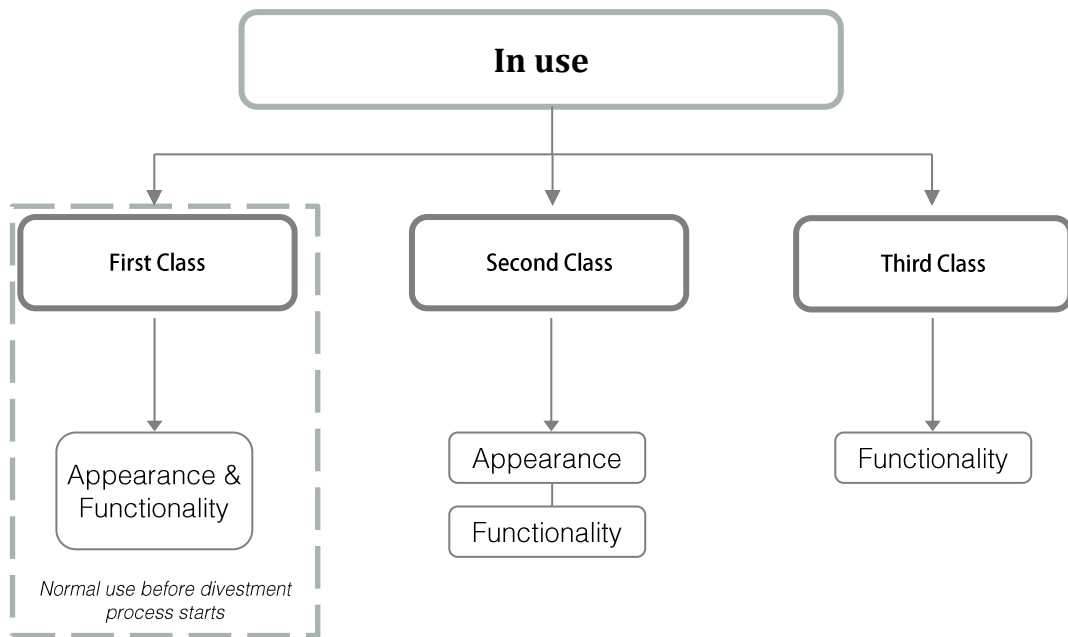 In use
First Class
Second Class
Third Class
Appearance &
Functionality
Appearance
Functionality
Functionality
Normal use before divestment
process starts